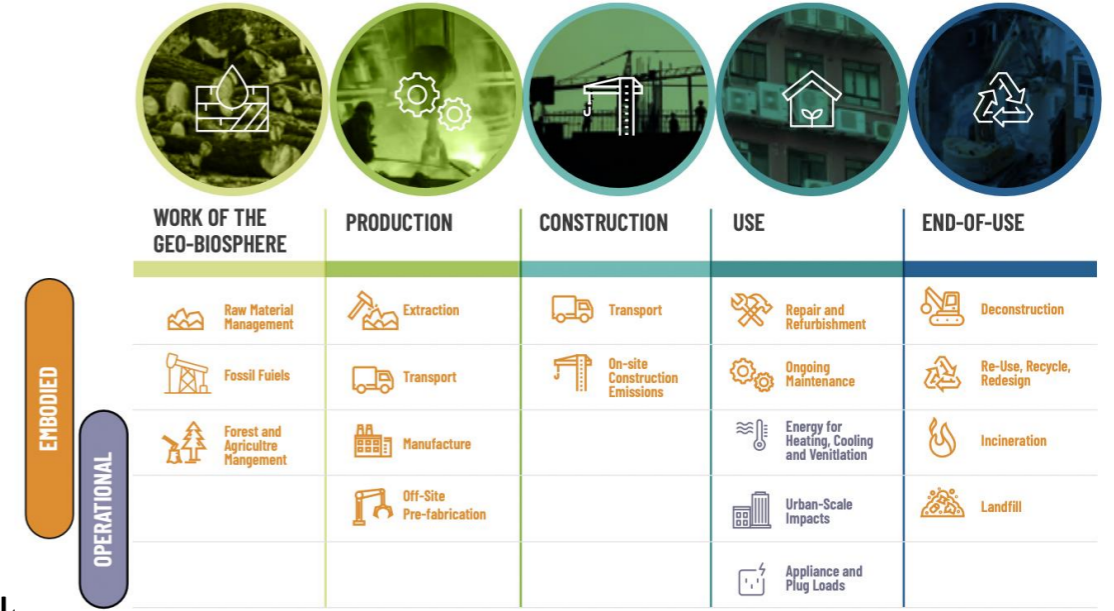 WORK OF THE
GEO-BIOSPHERE
PRODUCTION
CONSTRUCTION
USE
END-OF-USE
EMBODIED
OPERATIONAL
Raw Material
Management
Extraction
Transport
Repair and
Refurbishment
Deconstruction
Fossil Fuiels
Transport
On-site
Construction
Emissions
Ongoing
Maintenance
Re-Use, Recycle,
Redesign
Forest and
Agricultre
Mangement
Manufacture
Energy for
Heating, Cooling
and Venitlation
Incineration
Off-Site
Pre-fabrication
Urban-Scale
Impacts
Landfill
Appliance and
Plug Loads